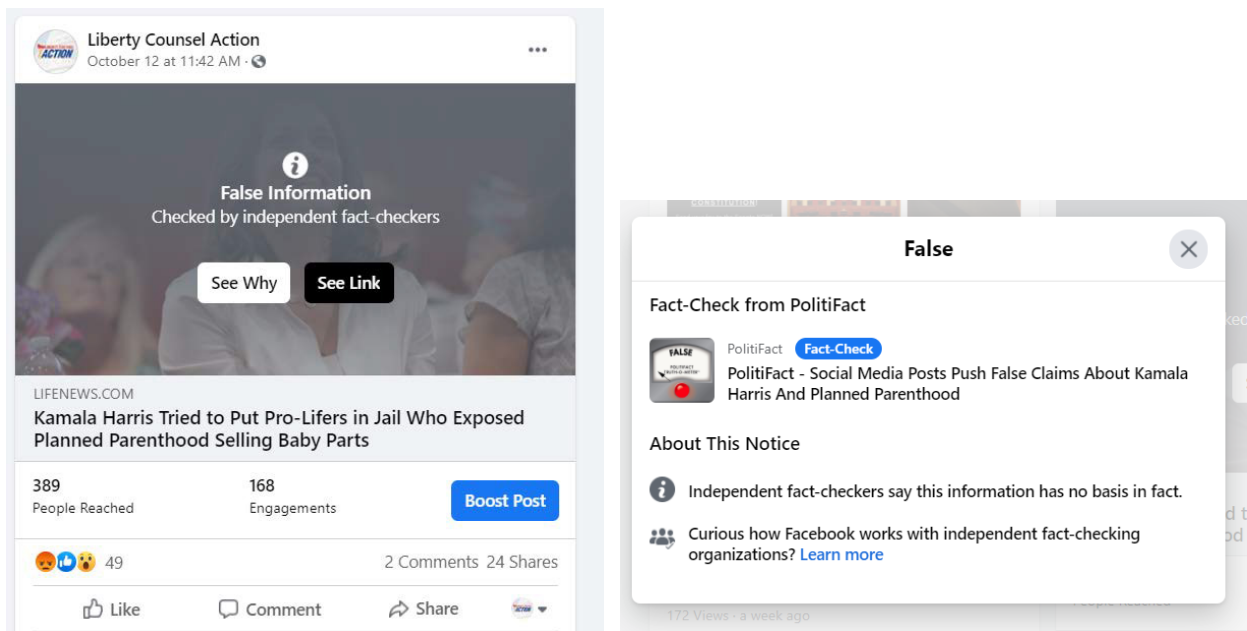 Liberty Counsel Action
October 12 at 11:42 AM ·
ACTION
False Information
Checked by independent fact-checkers
See Why
See Link
LIFENEWS.COM
Kamala Harris Tried to Put Pro-Lifers in Jail Who Exposed
Planned Parenthood Selling Baby Parts
389
People Reached
168
Engagements
Boost Post
49
2 Comments 24 Shares
Like
Comment
Share
CONSTITUTION
False
Fact-Check from PolitiFact
FALSE
PolitiFact
Fact-Check
PolitiFact - Social Media Posts Push False Claims About Kamala
Harris And Planned Parenthood
About This Notice
Independent fact-checkers say this information has no basis in fact.
Curious how Facebook works with independent fact-checking
organizations? Learn more
172 Views · a week ago